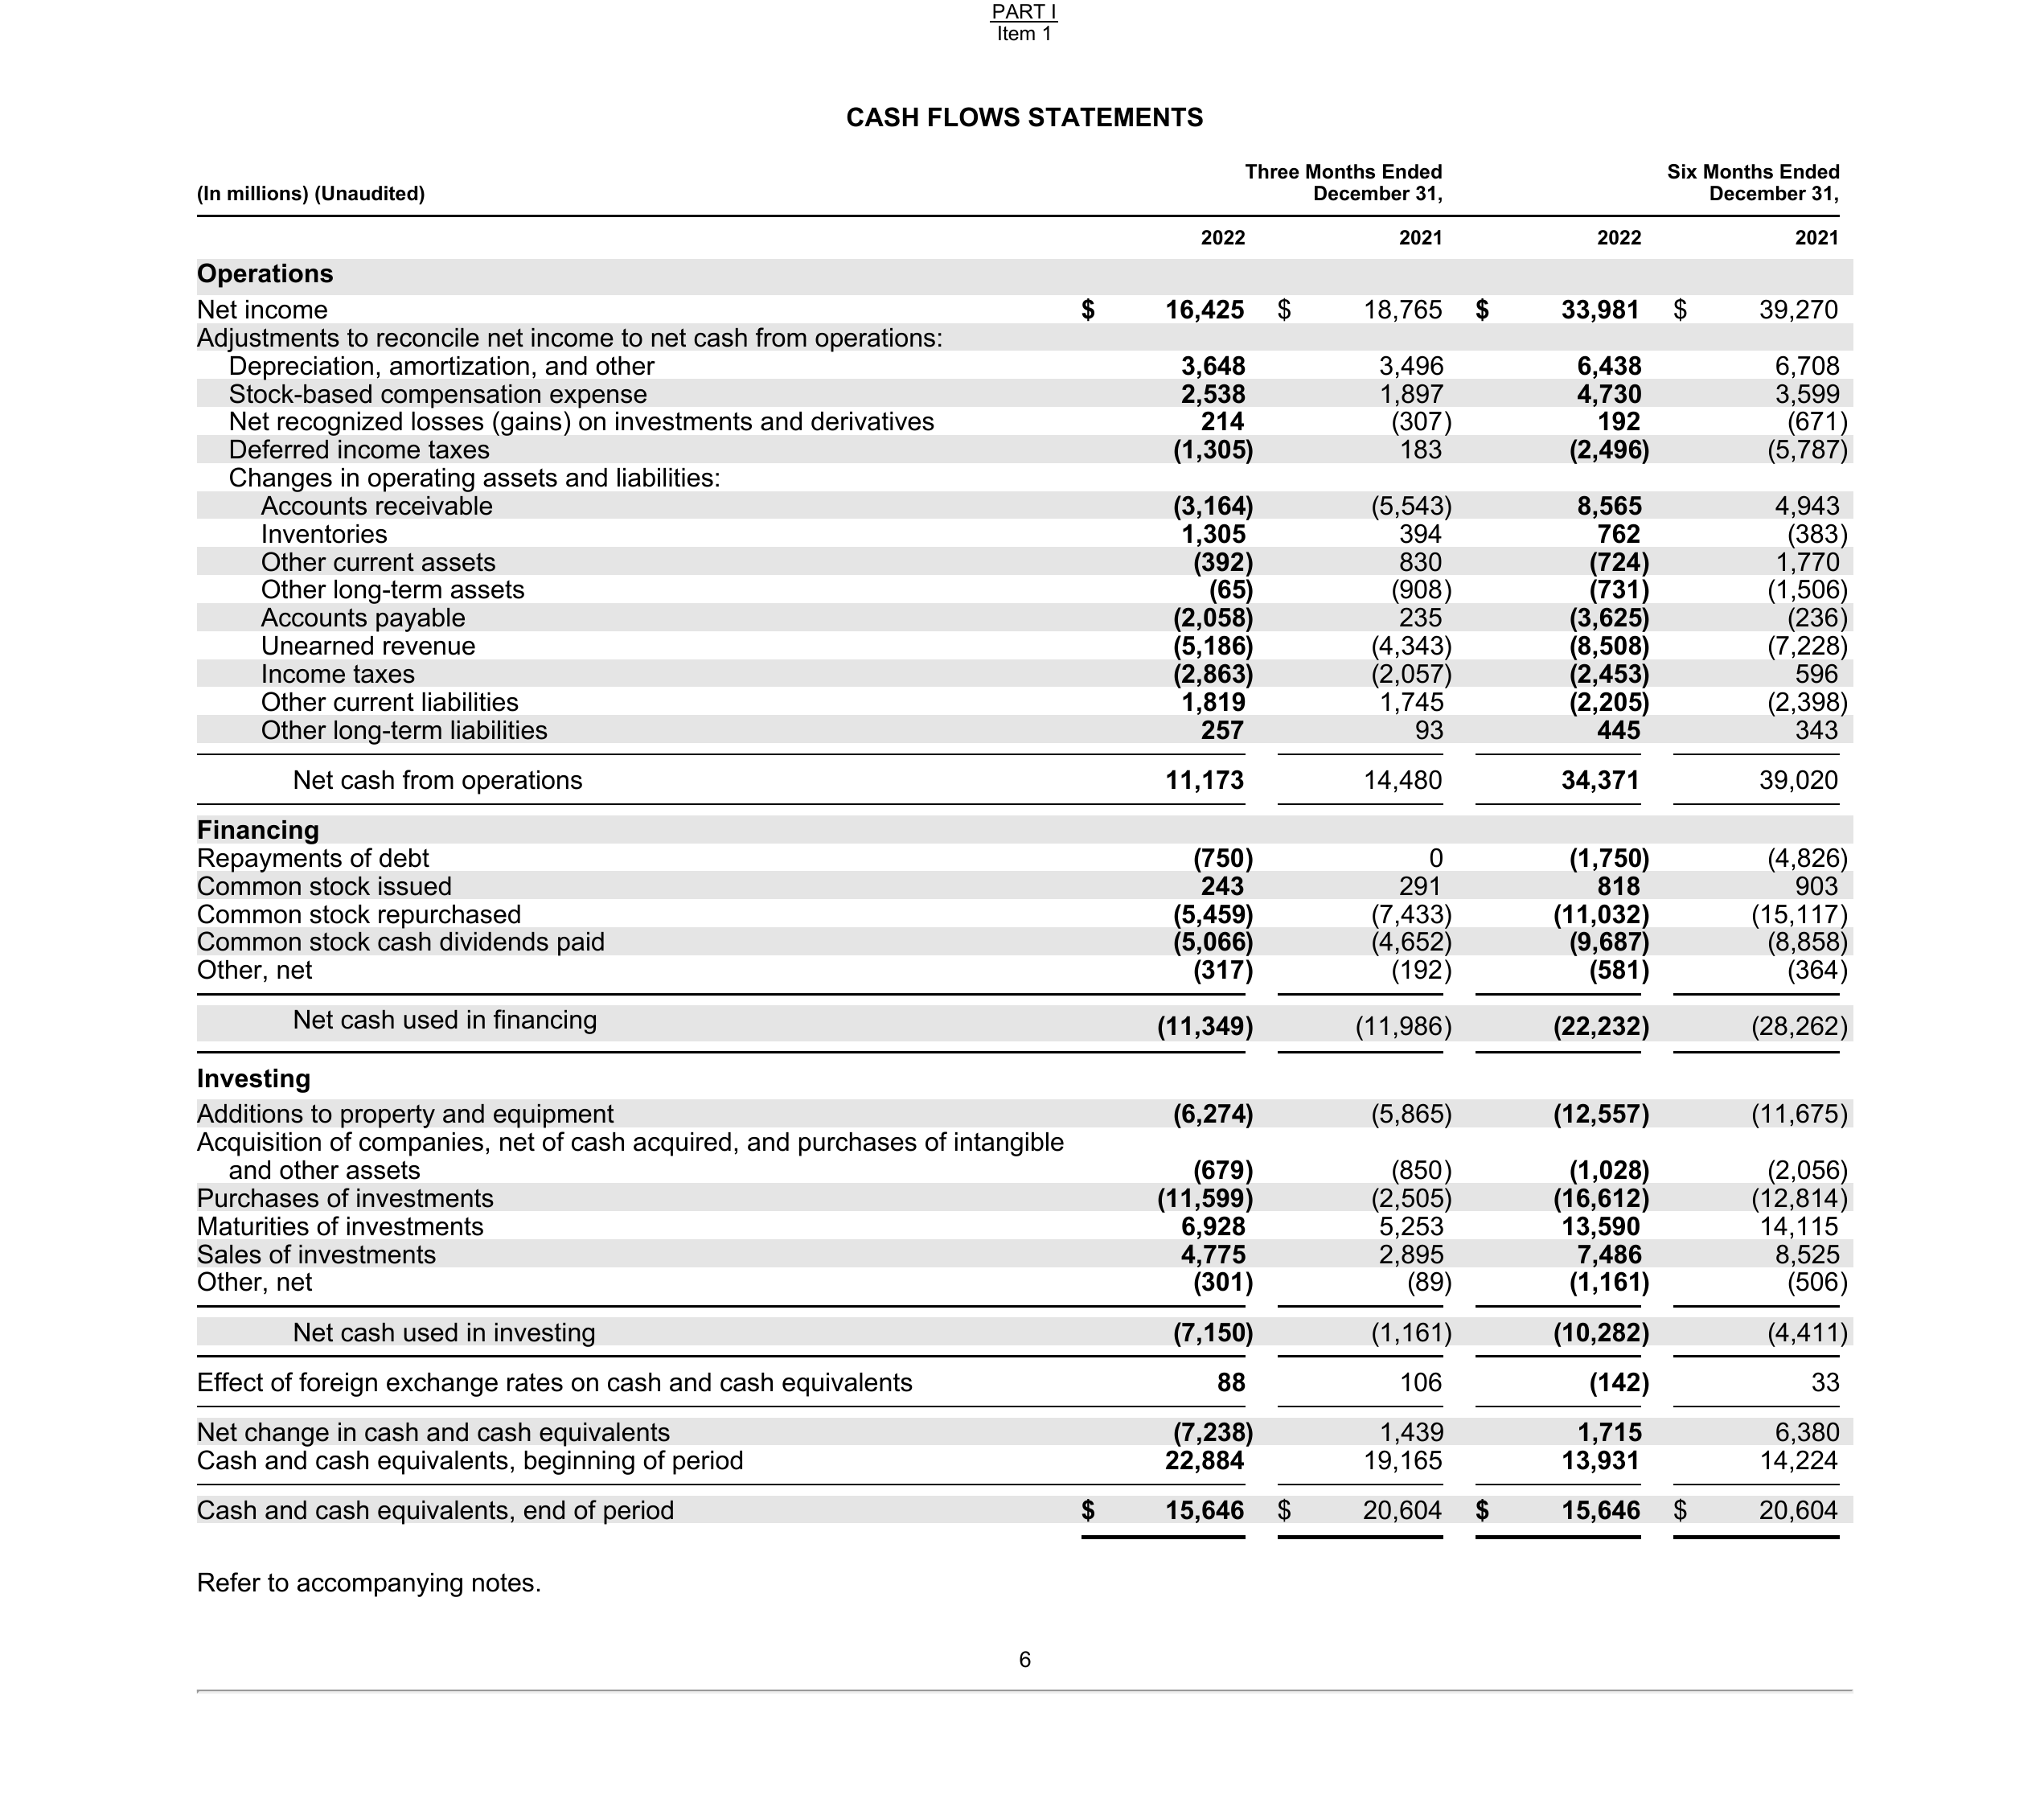 PART I
Item 1
CASH FLOWS STATEMENTS
(In millions) (Unaudited) Three Months Ended December 31, Six Months Ended December 31,
2022 2021 2022 2021
Operations
Net income $ 16,425 $ 18,765 $ 33,981 $ 39,270
Adjustments to reconcile net income to net cash from operations:
Depreciation, amortization, and other 3,648 3,496 6,438 6,708
Stock-based compensation expense 2,538 1,897 4,730 3,599
Net recognized losses (gains) on investments and derivatives 214 (307) 192 (671)
Deferred income taxes (1,305) 183 (2,496) (5,787)
Changes in operating assets and liabilities:
Accounts receivable (3,164) (5,543) 8,565 4,943
Inventories 1,305 394 762 (383)
Other current assets (392) 830 (724) 1,770
Other long-term assets (65) (908) (731) (1,506)
Accounts payable (2,058) 235 (3,625) (236)
Unearned revenue (5,186) (4,343) (8,508) (7,228)
Income taxes (2,863) (2,057) (2,453) 596
Other current liabilities 1,819 1,745 (2,205) (2,398)
Other long-term liabilities 257 93 445 343
Net cash from operations 11,173 14,480 34,371 39,020
Financing
Repayments of debt (750) 0 (1,750) (4,826)
Common stock issued 243 291 818 903
Common stock repurchased (5,459) (7,433) (11,032) (15,117)
Common stock cash dividends paid (5,066) (4,652) (9,687) (8,858)
Other, net (317) (192) (581) (364)
Net cash used in financing (11,349) (11,986) (22,232) (28,262)
Investing
Additions to property and equipment (6,274) (5,865) (12,557) (11,675)
Acquisition of companies, net of cash acquired, and purchases of intangible
and other assets (679) (850) (1,028) (2,056)
Purchases of investments (11,599) (2,505) (16,612) (12,814)
Maturities of investments 6,928 5,253 13,590 14,115
Sales of investments 4,775 2,895 7,486 8,525
Other, net (301) (89) (1,161) (506)
Net cash used in investing (7,150) (1,161) (10,282) (4,411)
Effect of foreign exchange rates on cash and cash equivalents 88 106 (142) 33
Net change in cash and cash equivalents (7,238) 1,439 1,715 6,380
Cash and cash equivalents, beginning of period 22,884 19,165 13,931 14,224
Cash and cash equivalents, end of period $ 15,646 $ 20,604 $ 15,646 $ 20,604
Refer to accompanying notes.
6